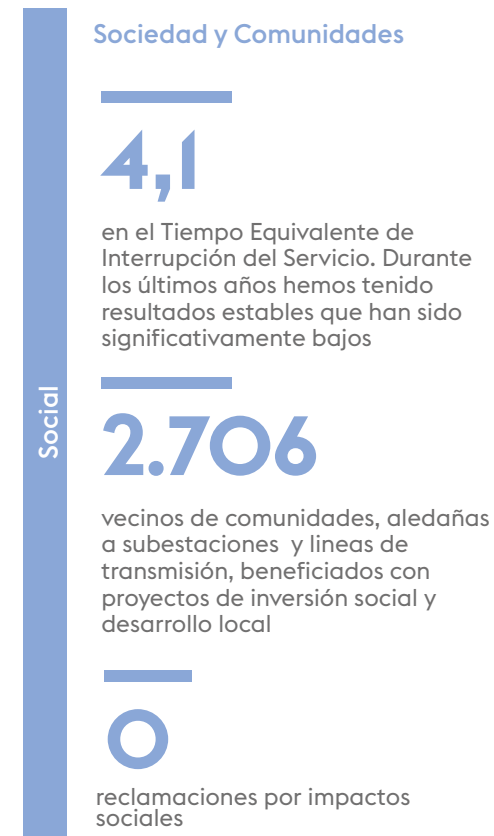 Sociedad y Comunidades
4,1
en el Tiempo Equivalente de
Interrupción del Servicio. Durante
los últimos años hemos tenido
resultados estables que han sido
significativamente bajos
Social
2.706
vecinos de comunidades, aledañas
a subestaciones y lineas de
transmisión, beneficiados con
proyectos de inversión social y
desarrollo local
0
reclamaciones por impactos
sociales